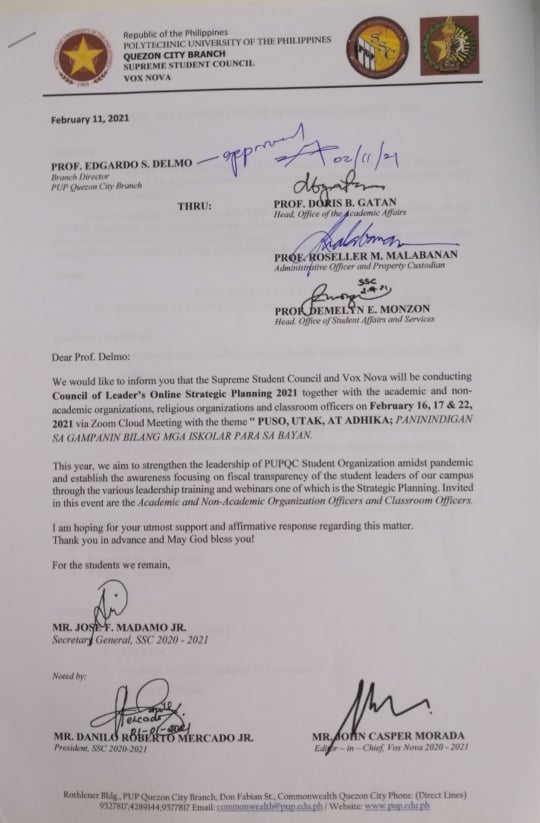 Republic of the Philippines
POLYTECHNIC UNIVERSITY OF THE PHILIPPINES
QUEZON CITY BRANCH
SUPREME STUDENT COUNCIL
VOX NOVA
SSC
February 11, 2021
PROF. EDGARDO S. DELMO — approved 02/11/21
Branch Director
PUP Quezon City Branch
THRU:
PROF. DORIS B. GATAN
Head, Office of the Academic Affairs
PROF. ROSELLER M. MALABANAN
Administrative Officer and Property Custodian
SSC
PROF. DEMELYN E. MONZON
Head, Office of Student Affairs and Services
Dear Prof. Delmo:
We would like to inform you that the Supreme Student Council and Vox Nova will be conducting
Council of Leader's Online Strategic Planning 2021 together with the academic and non-
academic organizations, religious organizations and classroom officers on February 16, 17 & 22,
2021 via Zoom Cloud Meeting with the theme " PUSO, UTAK, AT ADHIKA; PANININDIGAN
SA GAMPANIN BILANG MGA ISKOLAR PARA SA BAYAN.
This year, we aim to strengthen the leadership of PUPQC Student Organization amidst pandemic
and establish the awareness focusing on fiscal transparency of the student leaders of our campus
through the various leadership training and webinars one of which is the Strategic Planning. Invited
in this event are the Academic and Non-Academic Organization Officers and Classroom Officers.
I am hoping for your utmost support and affirmative response regarding this matter.
Thank you in advance and May God bless you!
For the students we remain,
MR. JOSE F. MADAMO JR.
Secretary General, SSC 2020 - 2021
Noted by:
MR. DANILO ROBERTO MERCADO JR.
President, SSC 2020-2021
MR. JOHN CASPER MORADA
Editor – in – Chief, Vox Nova 2020 - 2021
Rothlener Bldg., PUP Quezon City Branch, Don Fabian St., Commonwealth Quezon City Phone: (Direct Lines)
9527817;4289144;9577817 Email: commonwealth@pup.edu.ph / Website: www.pup.edu.ph